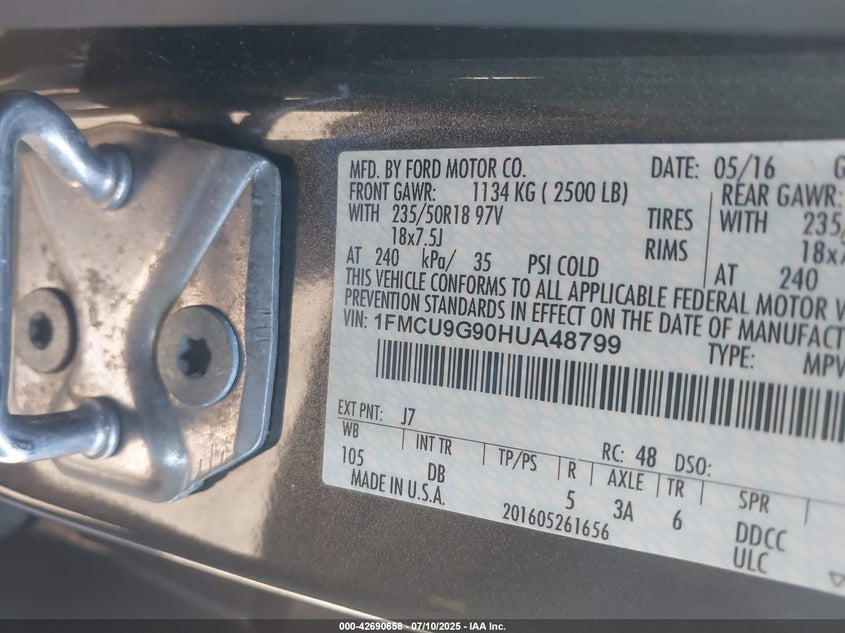 MFD. BY FORD MOTOR CO. DATE: 05/16
FRONT GAWR: 1134 KG ( 2500 LB) REAR GAWR:
WITH 235/50R18 97V TIRES WITH
18x7.5J RIMS
AT 240 kPa/ 35 PSI COLD AT 240
THIS VEHICLE CONFORMS TO ALL APPLICABLE FEDERAL MOTOR
PREVENTION STANDARDS IN EFFECT ON THE DATE OF
VIN: 1FMCU9G90HUA48799 TYPE: MPV
EXT PNT: J7 RC: 48 DSO:
WB INT TR TP/PS R AXLE TR SPR
105 DB 5 3A 6 DDCC
MADE IN U.S.A. 201605261656 ULC
000-42690658 - 07/10/2025 - IAA Inc.